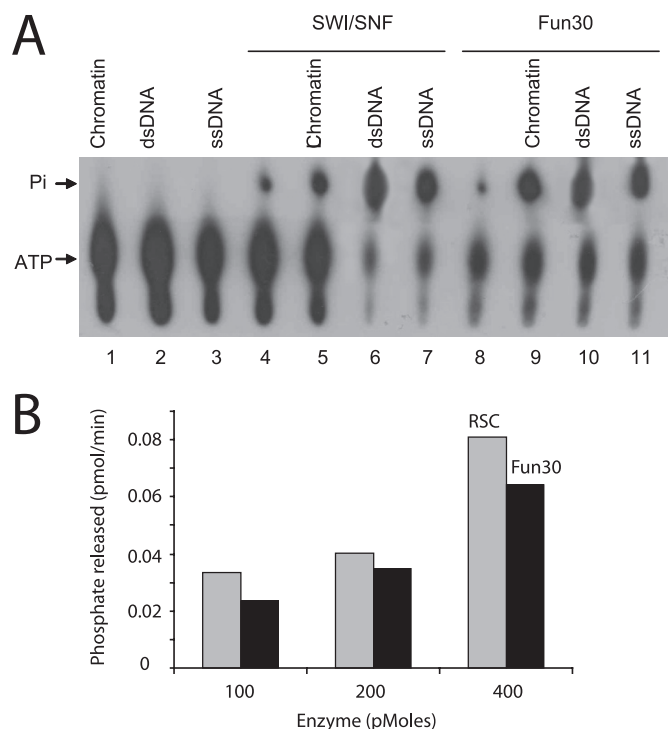 A
SWI/SNF
Fun30
Chromatin
dsDNA
ssDNA
Chromatin
dsDNA
ssDNA
Chromatin
dsDNA
ssDNA
Pi
ATP
1 2 3 4 5 6 7 8 9 10 11
B
Phosphate released (pmol/min)
0.08
0.06
0.04
0.02
0
RSC
Fun30
100 200 400
Enzyme (pMoles)